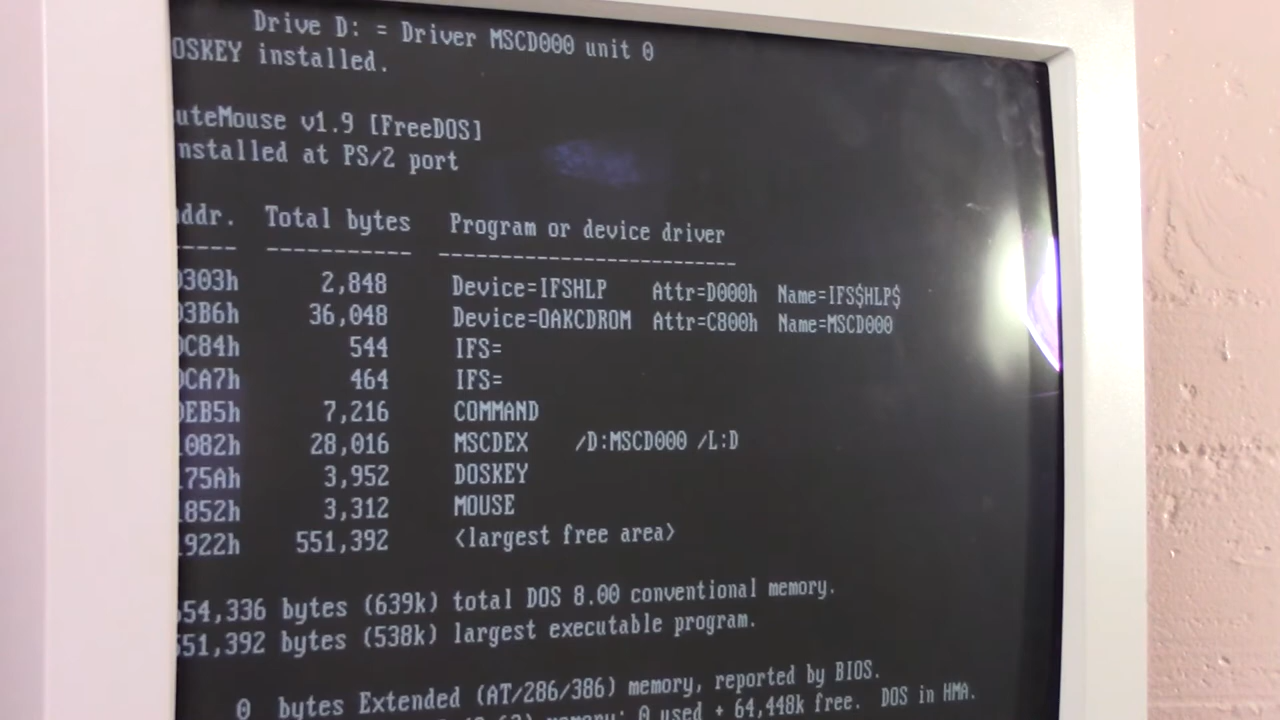 Drive D: = Driver MSCD000 unit 0
OSKEY installed.
uteMouse v1.9 [FreeDOS]
nstalled at PS/2 port
ddr. Total bytes Program or device driver
----- ----------- -------------------------
0303h 2,848 Device=IFSHLP Attr=D000h Name=IFS$HLP$
03B6h 36,048 Device=OAKCDROM Attr=C800h Name=MSCD000
0C84h 544 IFS=
0CA7h 464 IFS=
0EB5h 7,216 COMMAND
1082h 28,016 MSCDEX /D:MSCD000 /L:D
175Ah 3,952 DOSKEY
1852h 3,312 MOUSE
1922h 551,392 <largest free area>
654,336 bytes (639k) total DOS 8.00 conventional memory.
551,392 bytes (538k) largest executable program.
0 bytes Extended (AT/286/386) memory, reported by BIOS.
memory: 0 used + 64,448k free. DOS in HMA.